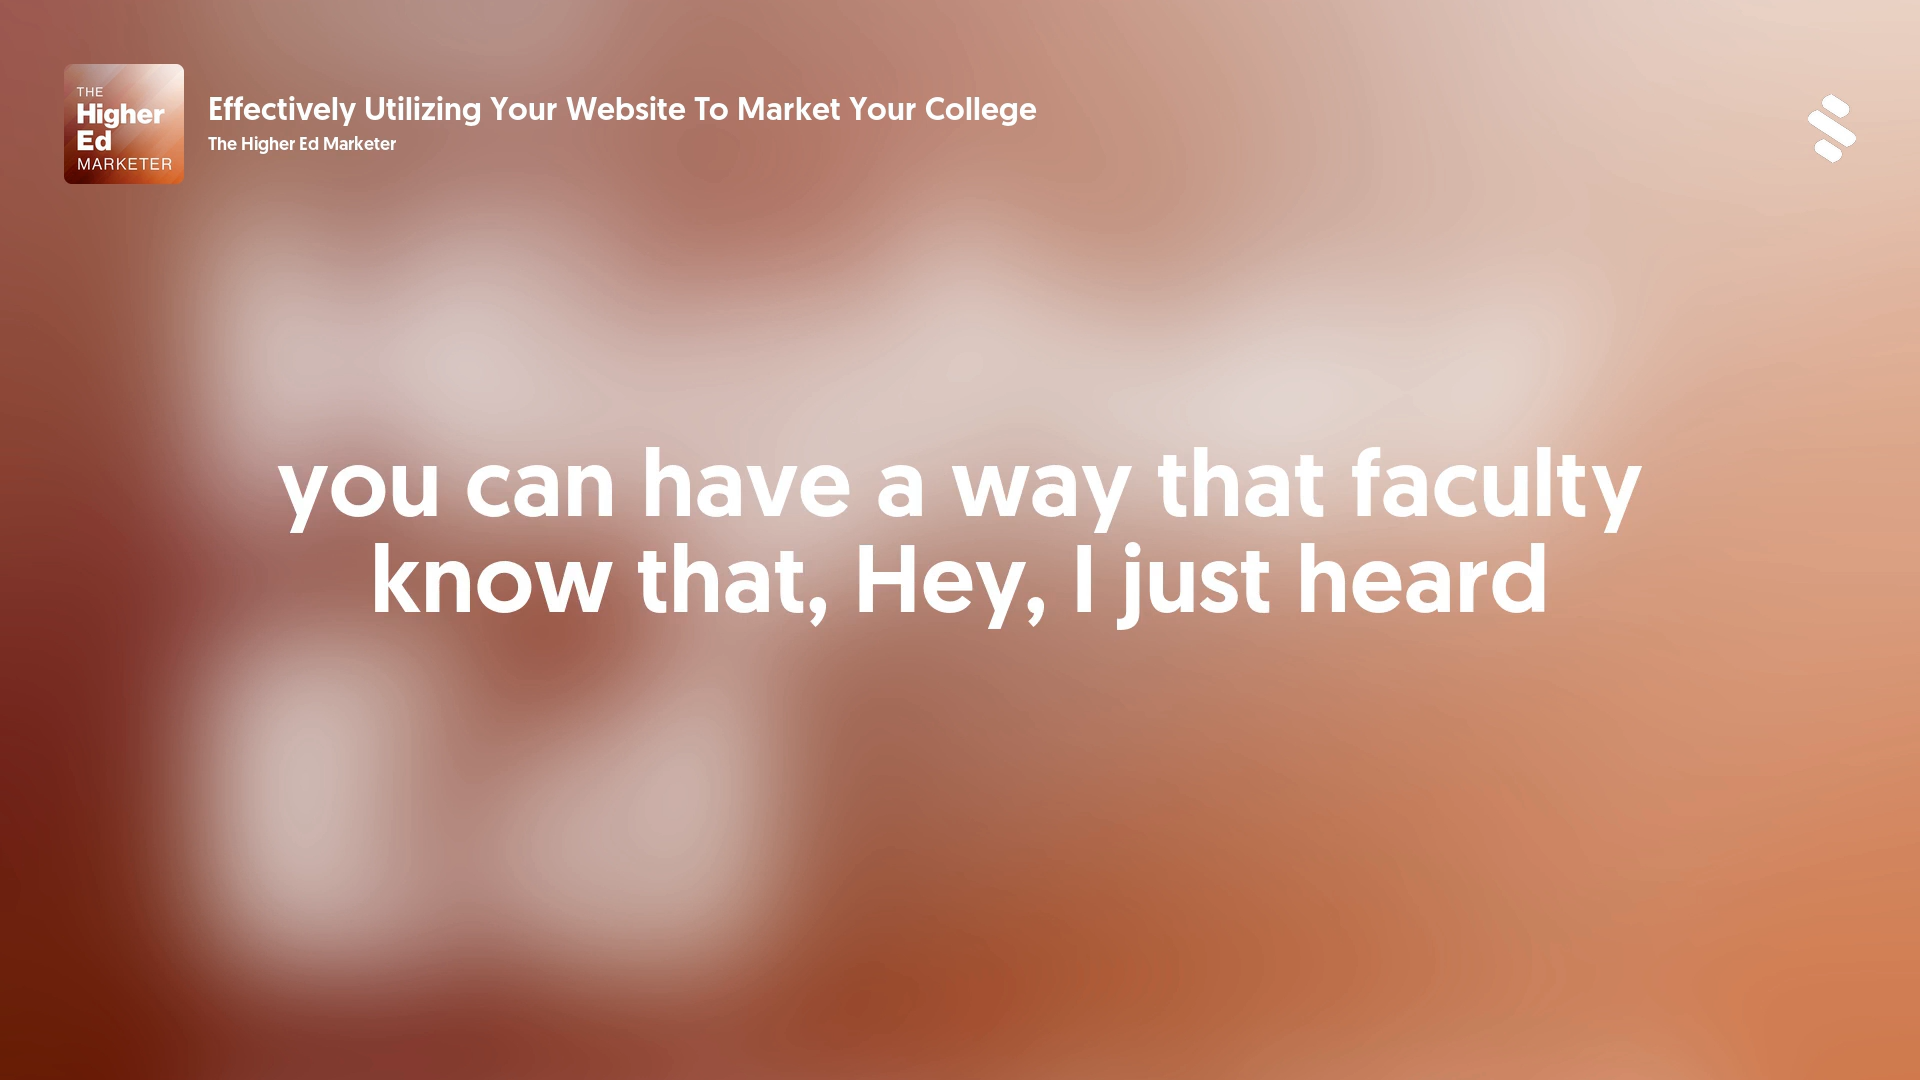 THE
Higher
Ed
MARKETER
Effectively Utilizing Your Website To Market Your College
The Higher Ed Marketer
you can have a way that faculty
know that, Hey, I just heard